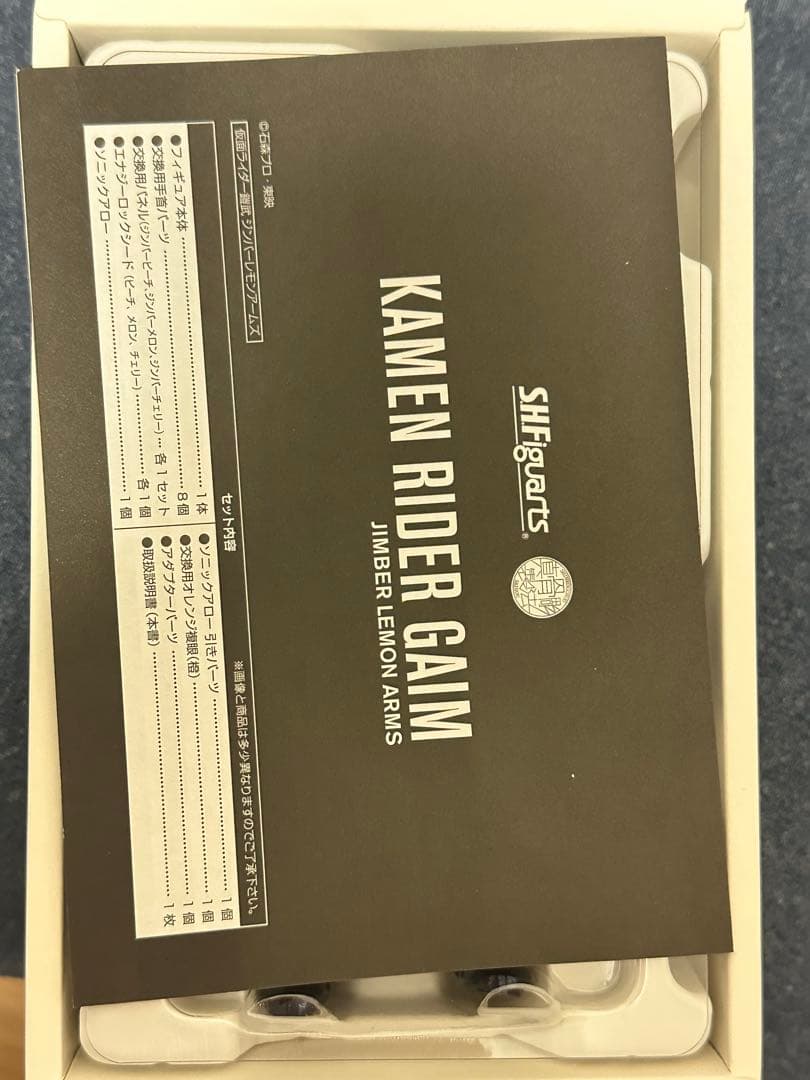 S.H.Figuarts®
真骨彫製法
KAMEN RIDER GAIM
JIMBER LEMON ARMS
©石森プロ・東映
仮面ライダー鎧武 ジンバーレモンアームズ
セット内容
※画像と商品は多少異なりますのでご了承下さい。
●フィギュア本体 1体
●交換用手首パーツ 8個
●交換用パネル(ジンバーピーチ、ジンバーメロン、ジンバーチェリー) 各1セット
●エナジーロックシード(ピーチ、メロン、チェリー) 各1個
●ソニックアロー 1個
●ソニックアロー 引きパーツ 1個
●交換用オレンジ複眼(橙) 1個
●アダプターパーツ 1個
●取扱説明書(本書) 1枚